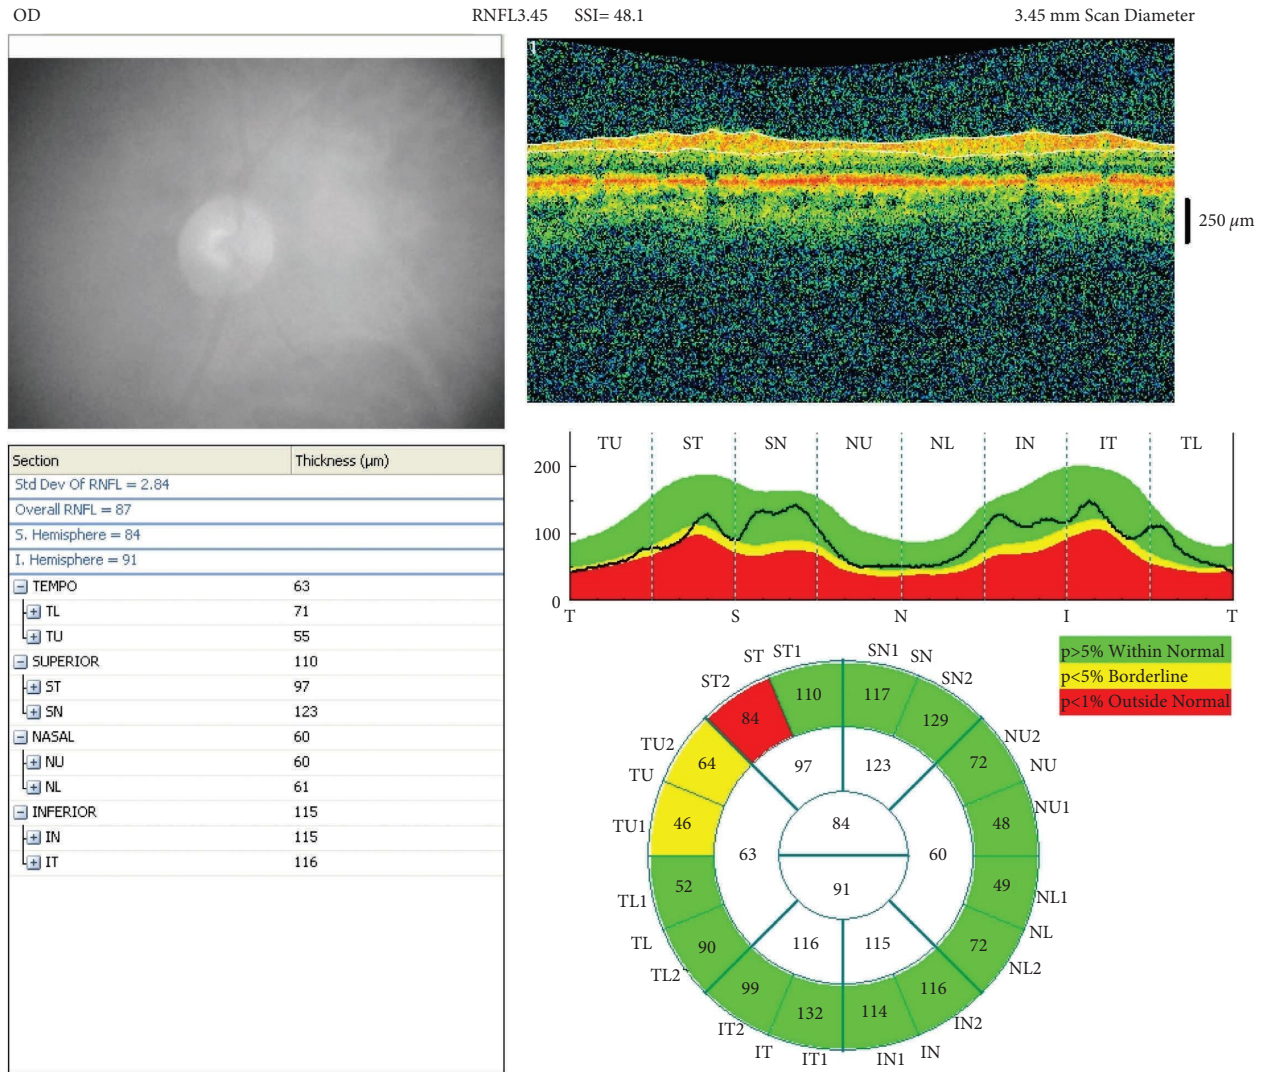 OD RNFL3.45 SSI= 48.1 3.45 mm Scan Diameter
1
250 μm
Section Thickness (μm)
Std Dev Of RNFL = 2.84
Overall RNFL = 87
S. Hemisphere = 84
I. Hemisphere = 91
TEMPO 63
TL 71
TU 55
SUPERIOR 110
ST 97
SN 123
NASAL 60
NU 60
NL 61
INFERIOR 115
IN 115
IT 116
TU ST SN NU NL IN IT TL
200
100
0
T S N I T
p>5% Within Normal
p<5% Borderline
p<1% Outside Normal
ST ST1 SN1 SN
ST2 SN2
110 117
84 129
TU2 NU2
TU 64 97 123 72 NU
TU1 46 84 48 NU1
63 60
91
TL1 52 49 NL1
TL 90 116 115 72 NL
TL2 99 116 NL2
132 114
IT2 IN2
IT IT1 IN1 IN